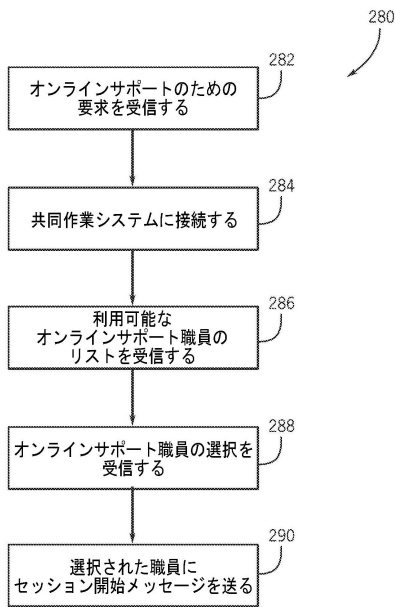 280
282
オンラインサポートのための
要求を受信する
284
共同作業システムに接続する
286
利用可能な
オンラインサポート職員の
リストを受信する
288
オンラインサポート職員の選択を
受信する
290
選択された職員に
セッション開始メッセージを送る